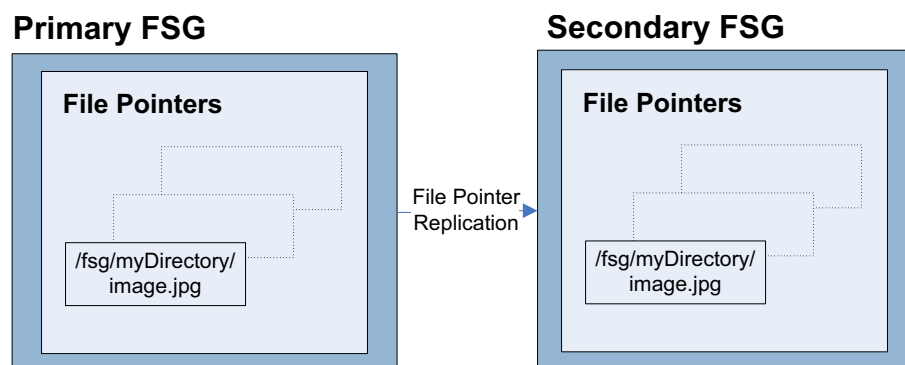 Primary FSG
File Pointers
/fsg/myDirectory/
image.jpg
File Pointer
Replication
Secondary FSG
File Pointers
/fsg/myDirectory/
image.jpg